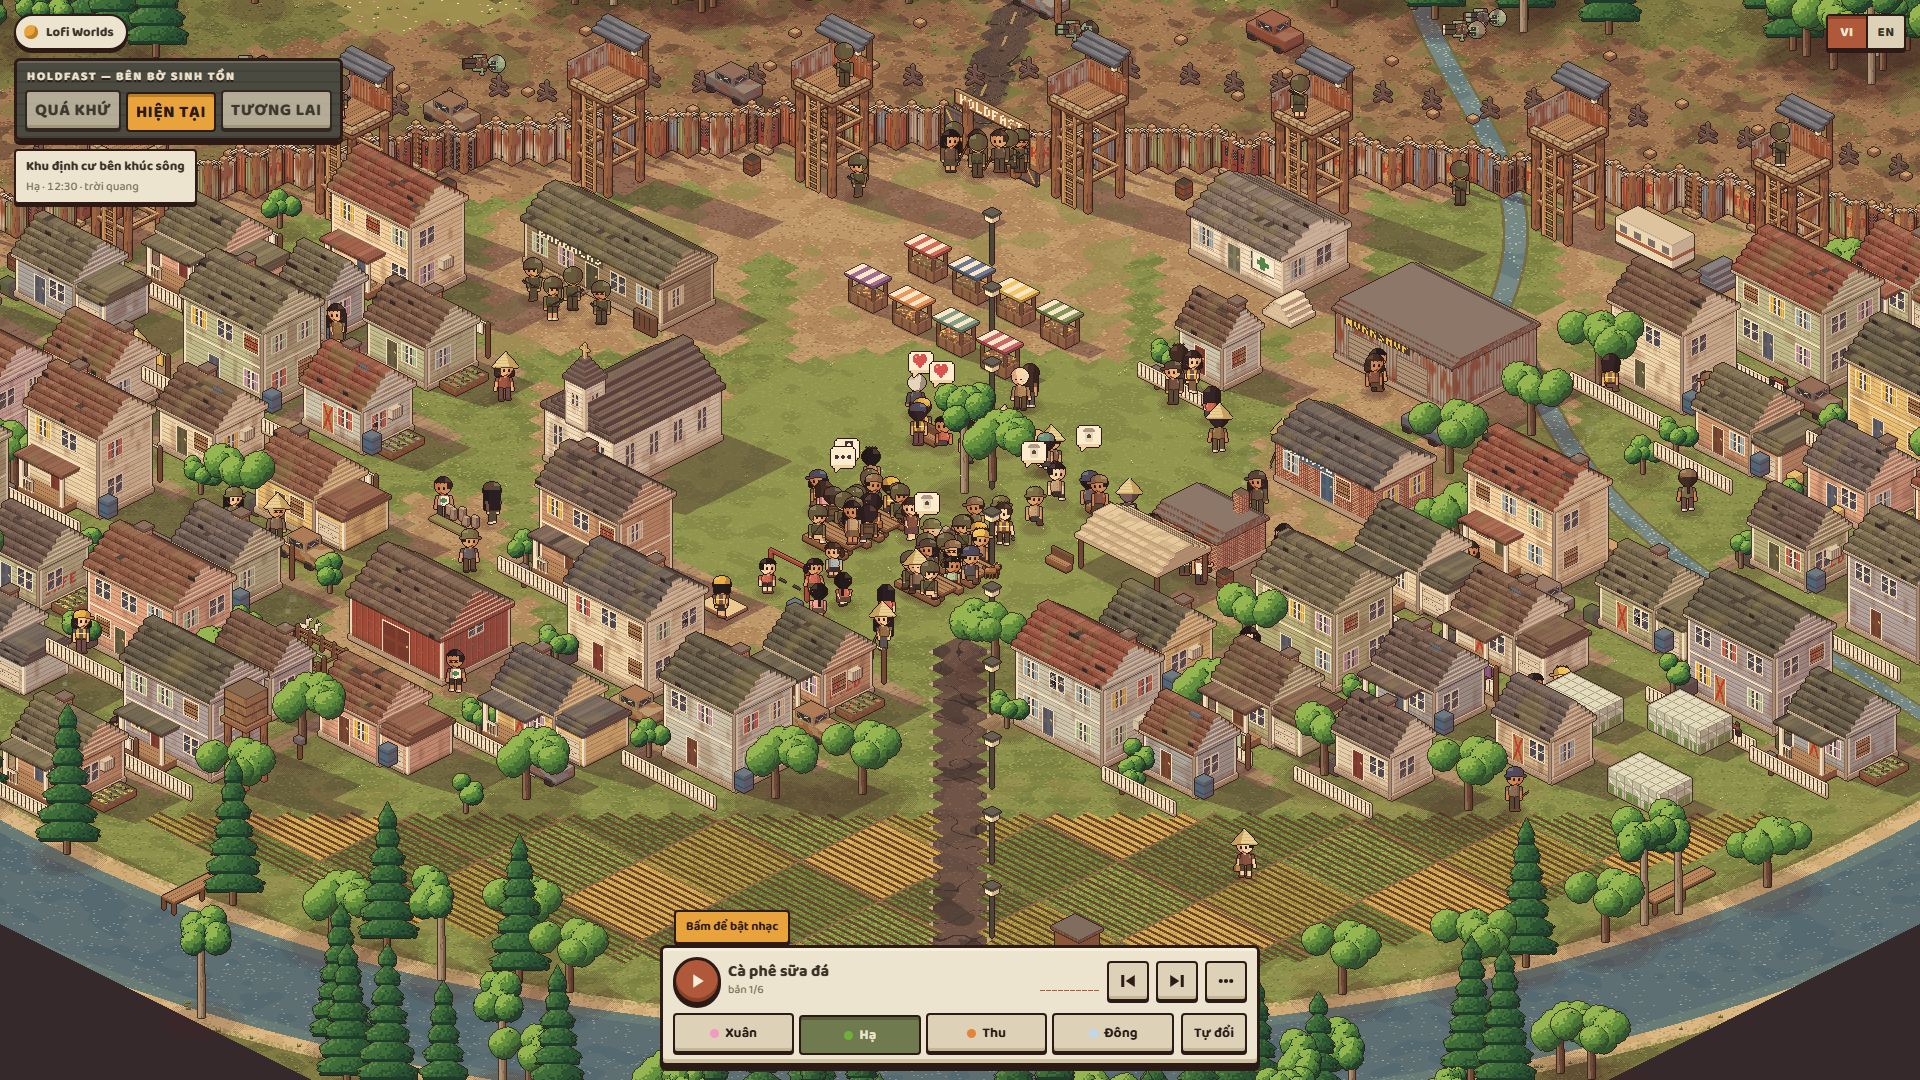 Lofi Worlds
VI
EN
HOLDFAST — BÊN BỜ SINH TỒN
QUÁ KHỨ
HIỆN TẠI
TƯƠNG LAI
Khu định cư bên khúc sông
Hạ · 12:30 · trời quang
HOLDFAST
Bấm để bật nhạc
Cà phê sữa đá
bản 1/6
Xuân
Hạ
Thu
Đông
Tự đổi